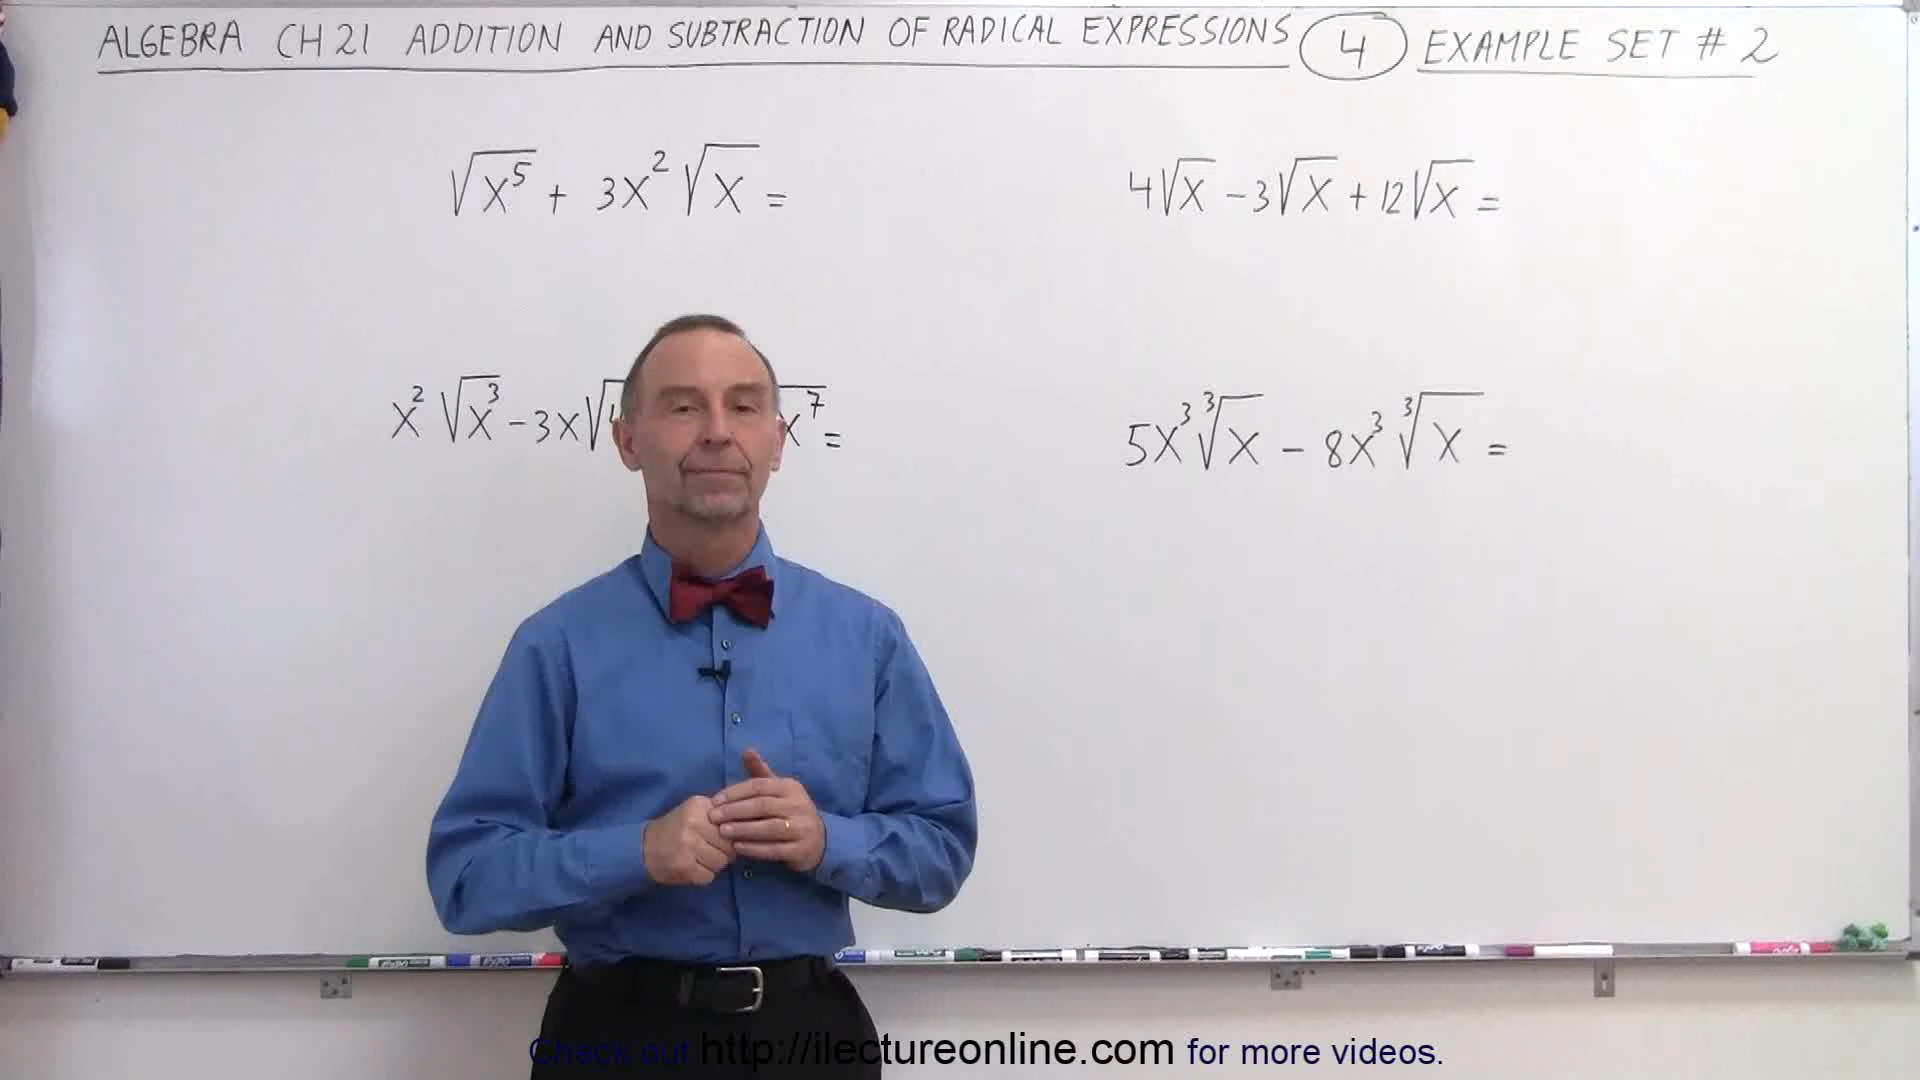 ALGEBRA CH 21 ADDITION AND SUBTRACTION OF RADICAL EXPRESSIONS 4 EXAMPLE SET # 2
√x⁵ + 3x² √x =
4√x - 3√x + 12√x =
x² √x³ - 3x√ x⁷ =
5x³ ∛x - 8x³ ∛x =
Check out http://ilectureonline.com for more videos.